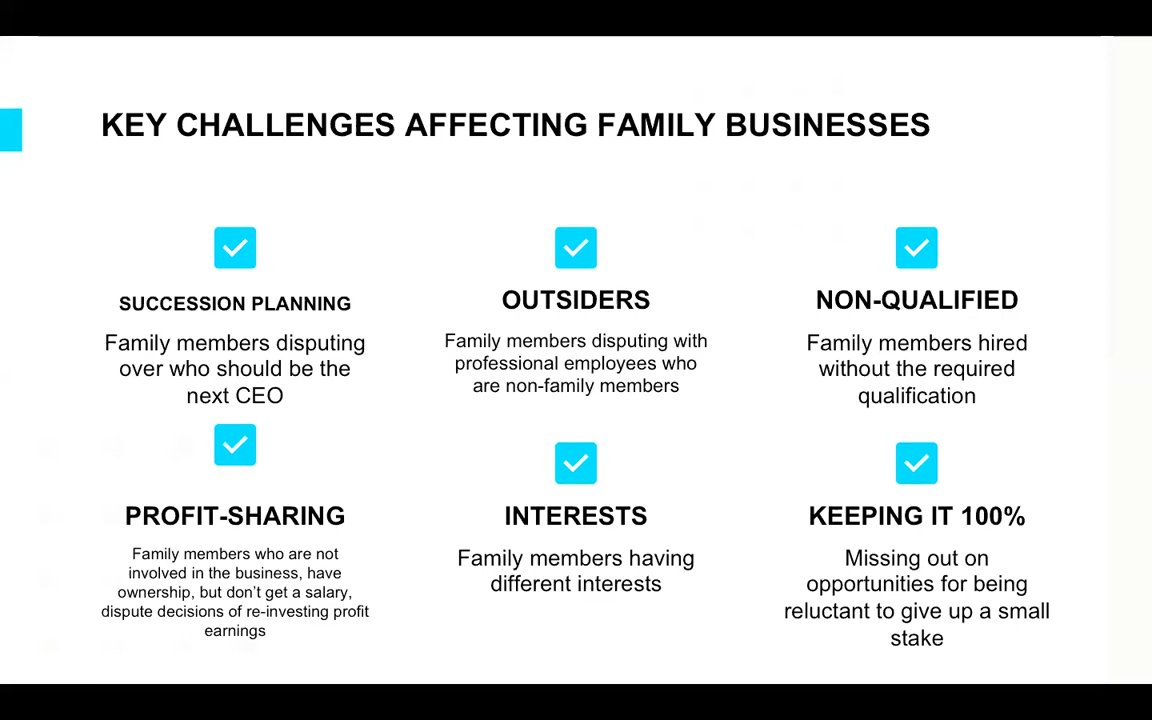 KEY CHALLENGES AFFECTING FAMILY BUSINESSES
SUCCESSION PLANNING
Family members disputing
over who should be the
next CEO
OUTSIDERS
Family members disputing with
professional employees who
are non-family members
NON-QUALIFIED
Family members hired
without the required
qualification
PROFIT-SHARING
Family members who are not
involved in the business, have
ownership, but don't get a salary,
dispute decisions of re-investing profit
earnings
INTERESTS
Family members having
different interests
KEEPING IT 100%
Missing out on
opportunities for being
reluctant to give up a small
stake